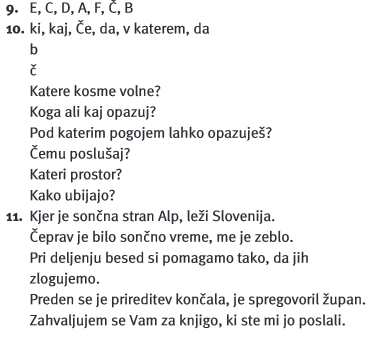 9. E, C, D, A, F, Č, B
10. ki, kaj, Če, da, v katerem, da
b
č
Katere kosme volne?
Koga ali kaj opazuj?
Pod katerim pogojem lahko opazuješ?
Čemu poslušaj?
Kateri prostor?
Kako ubijajo?
11. Kjer je sončna stran Alp, leži Slovenija.
Čeprav je bilo sončno vreme, me je zeblo.
Pri deljenju besed si pomagamo tako, da jih
zlogujemo.
Preden se je prireditev končala, je spregovoril župan.
Zahvaljujem se Vam za knjigo, ki ste mi jo poslali.